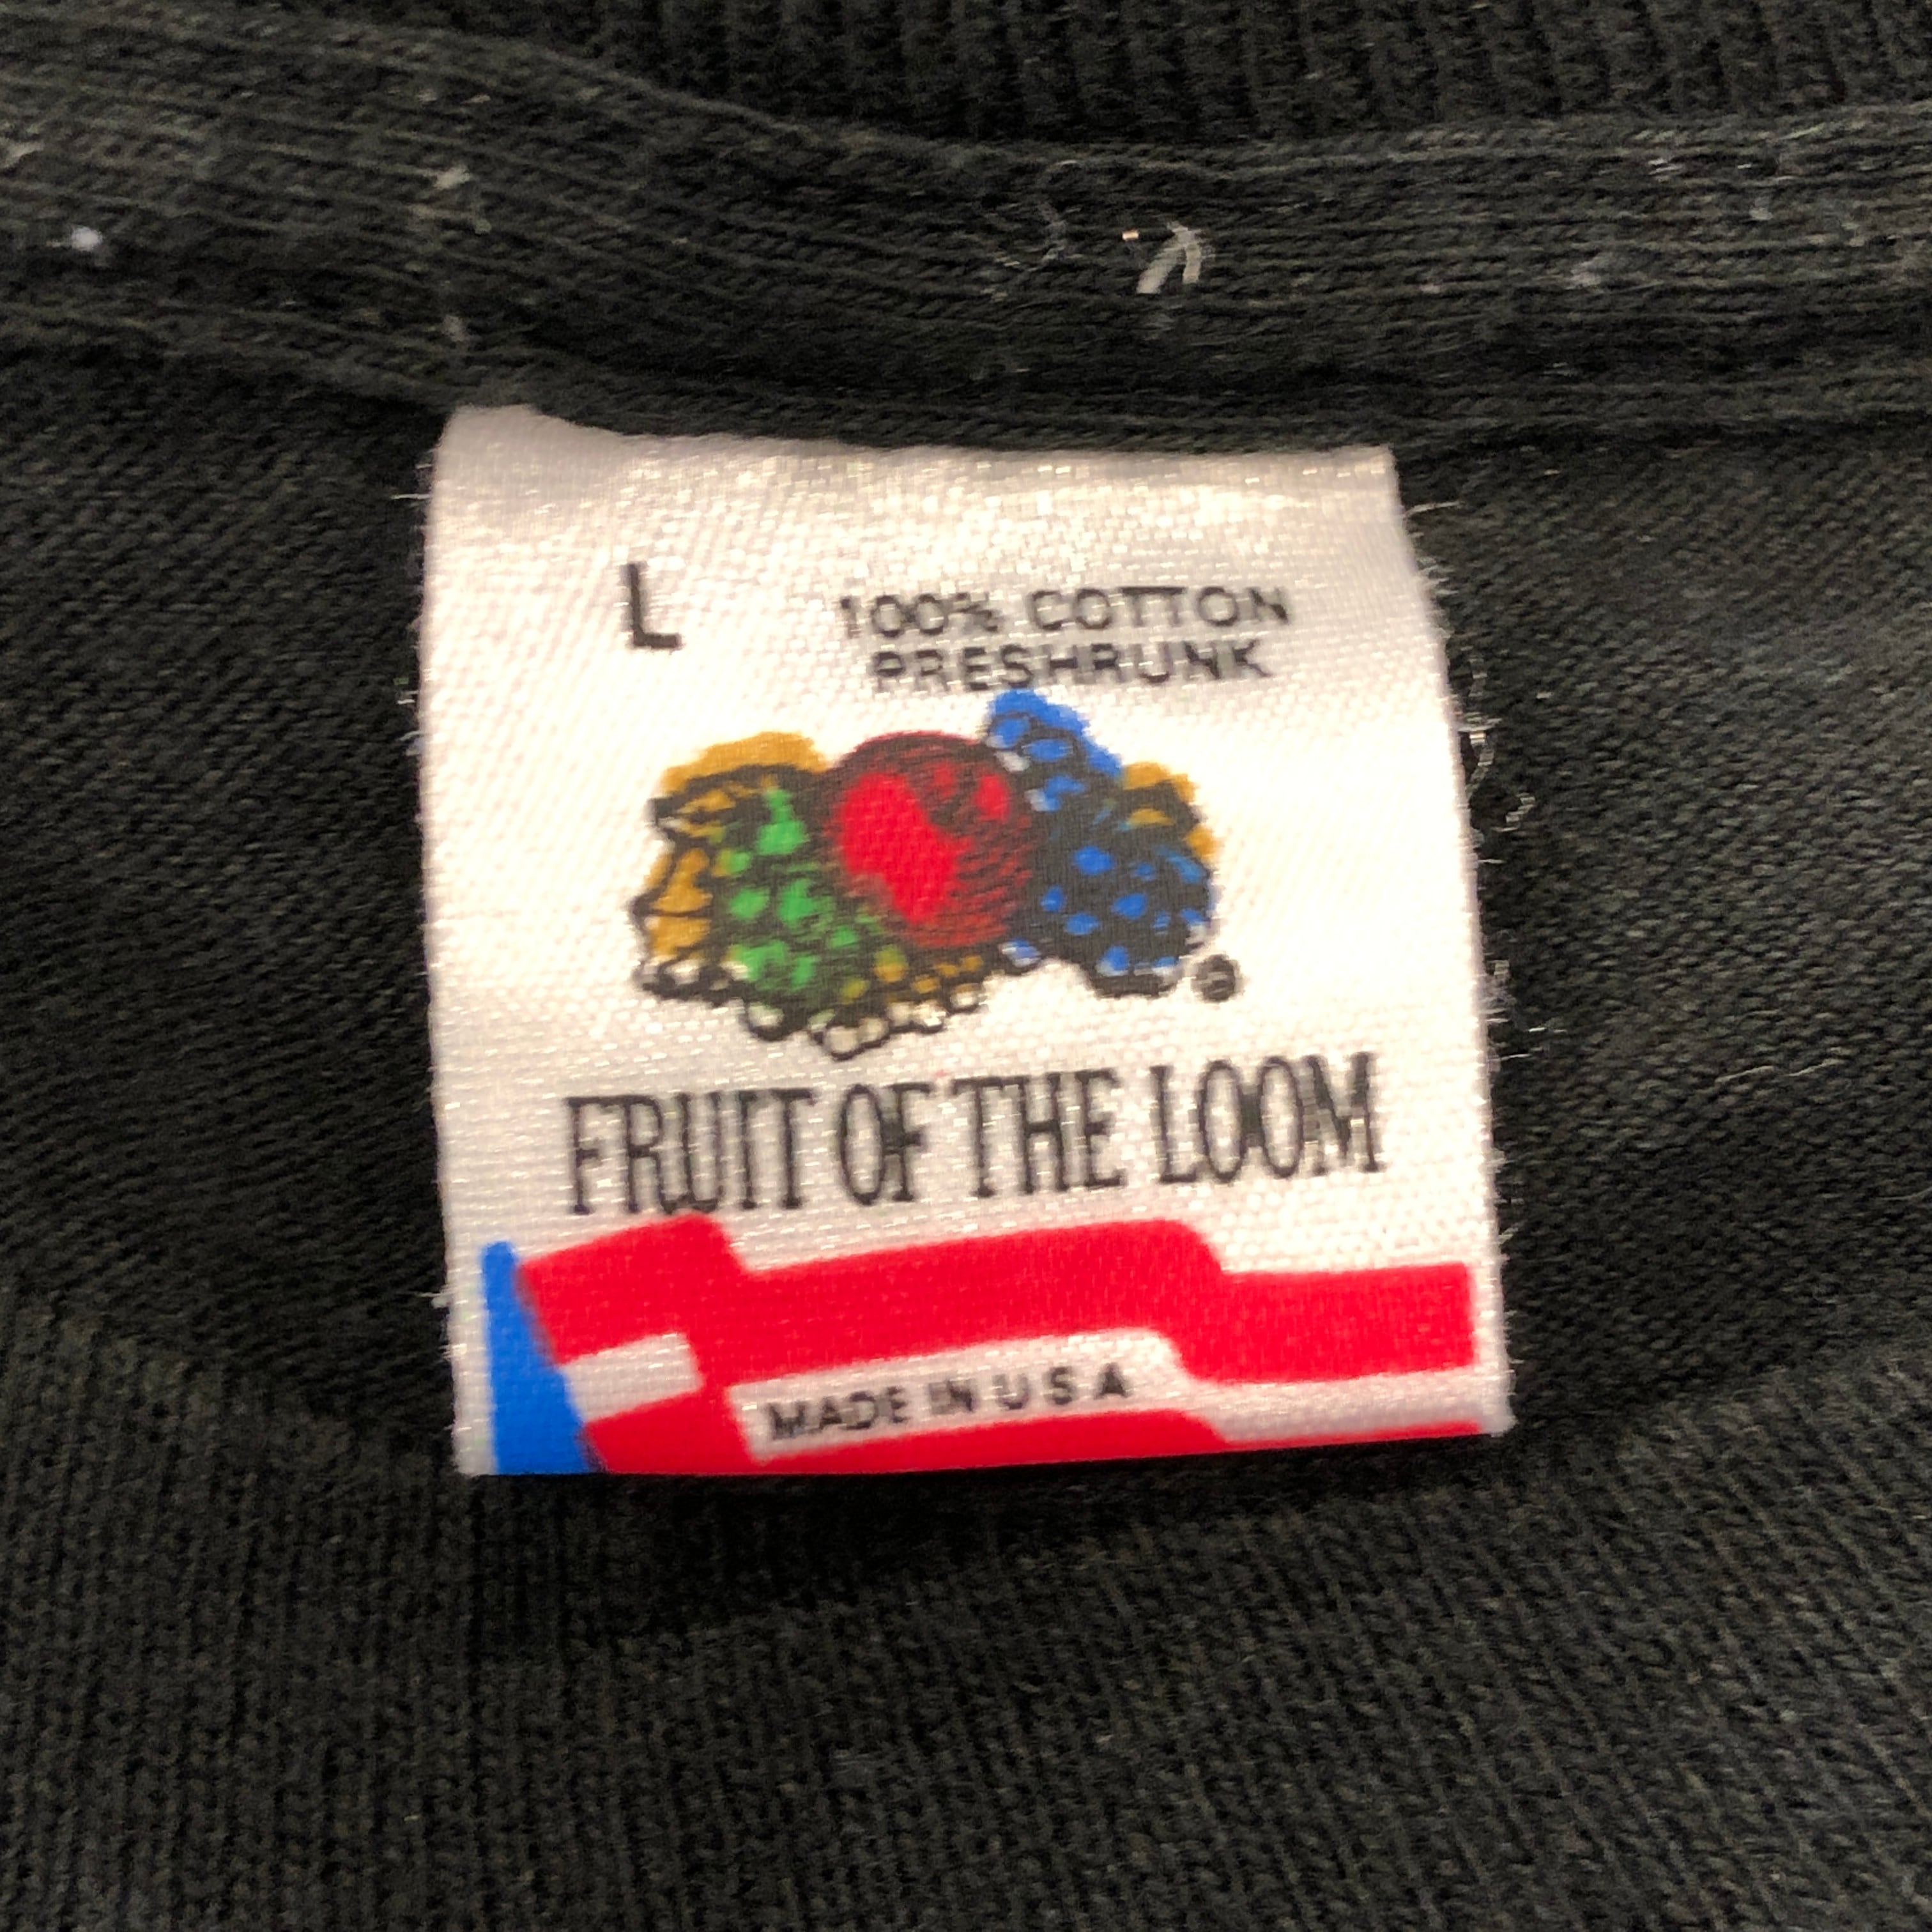 L
100% COTTON
PRESHRUNK
®
FRUIT OF THE LOOM
MADE IN U S A